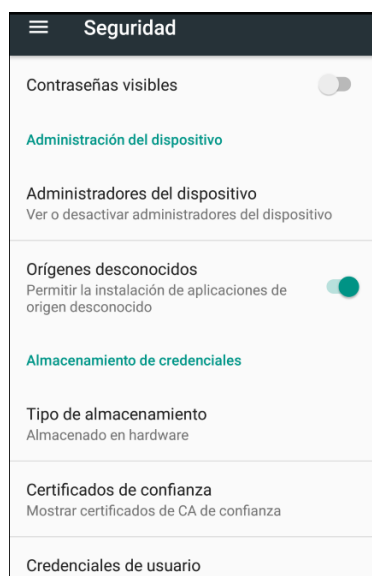 Seguridad
Contraseñas visibles
Administración del dispositivo
Administradores del dispositivo
Ver o desactivar administradores del dispositivo
Orígenes desconocidos
Permitir la instalación de aplicaciones de
origen desconocido
Almacenamiento de credenciales
Tipo de almacenamiento
Almacenado en hardware
Certificados de confianza
Mostrar certificados de CA de confianza
Credenciales de usuario